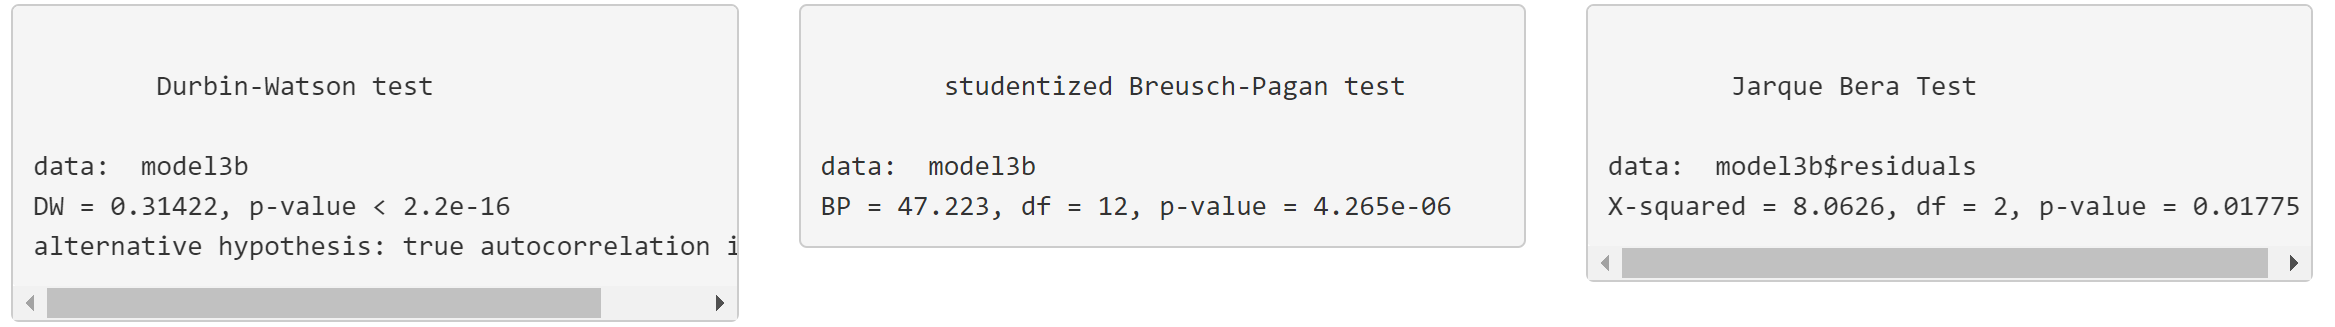 Durbin-Watson test
data:  model3b
DW = 0.31422, p-value < 2.2e-16
alternative hypothesis: true autocorrelation i
studentized Breusch-Pagan test
data:  model3b
BP = 47.223, df = 12, p-value = 4.265e-06
Jarque Bera Test
data:  model3b$residuals
X-squared = 8.0626, df = 2, p-value = 0.01775